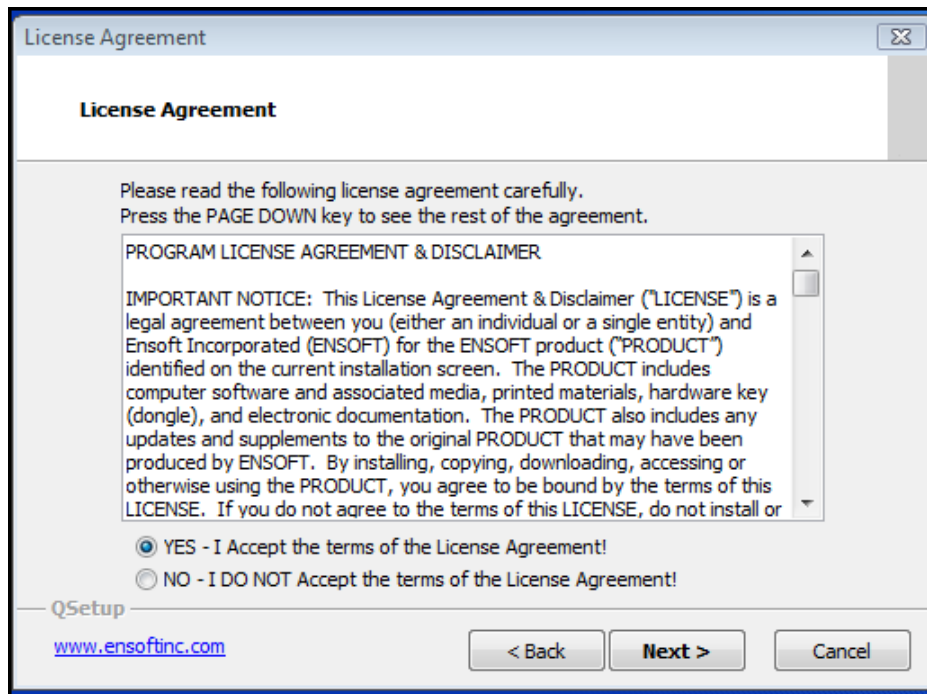 License Agreement
License Agreement
Please read the following license agreement carefully.
Press the PAGE DOWN key to see the rest of the agreement.
PROGRAM LICENSE AGREEMENT & DISCLAIMER
IMPORTANT NOTICE:  This License Agreement & Disclaimer ("LICENSE") is a
legal agreement between you (either an individual or a single entity) and
Ensoft Incorporated (ENSOFT) for the ENSOFT product ("PRODUCT")
identified on the current installation screen.  The PRODUCT includes
computer software and associated media, printed materials, hardware key
(dongle), and electronic documentation.  The PRODUCT also includes any
updates and supplements to the original PRODUCT that may have been
produced by ENSOFT.  By installing, copying, downloading, accessing or
otherwise using the PRODUCT, you agree to be bound by the terms of this
LICENSE.  If you do not agree to the terms of this LICENSE, do not install or
YES - I Accept the terms of the License Agreement!
NO - I DO NOT Accept the terms of the License Agreement!
QSetup
www.ensoftinc.com
< Back
Next >
Cancel